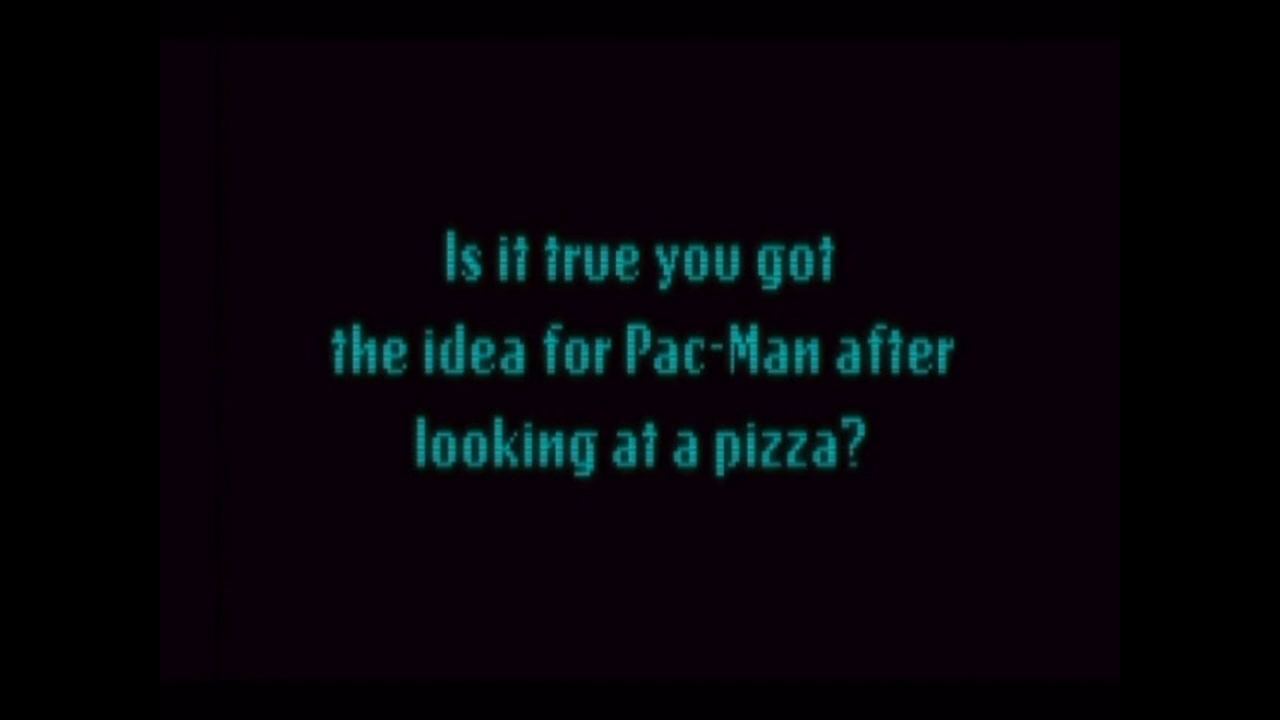 Is it true you got
the idea for Pac-Man after
looking at a pizza?